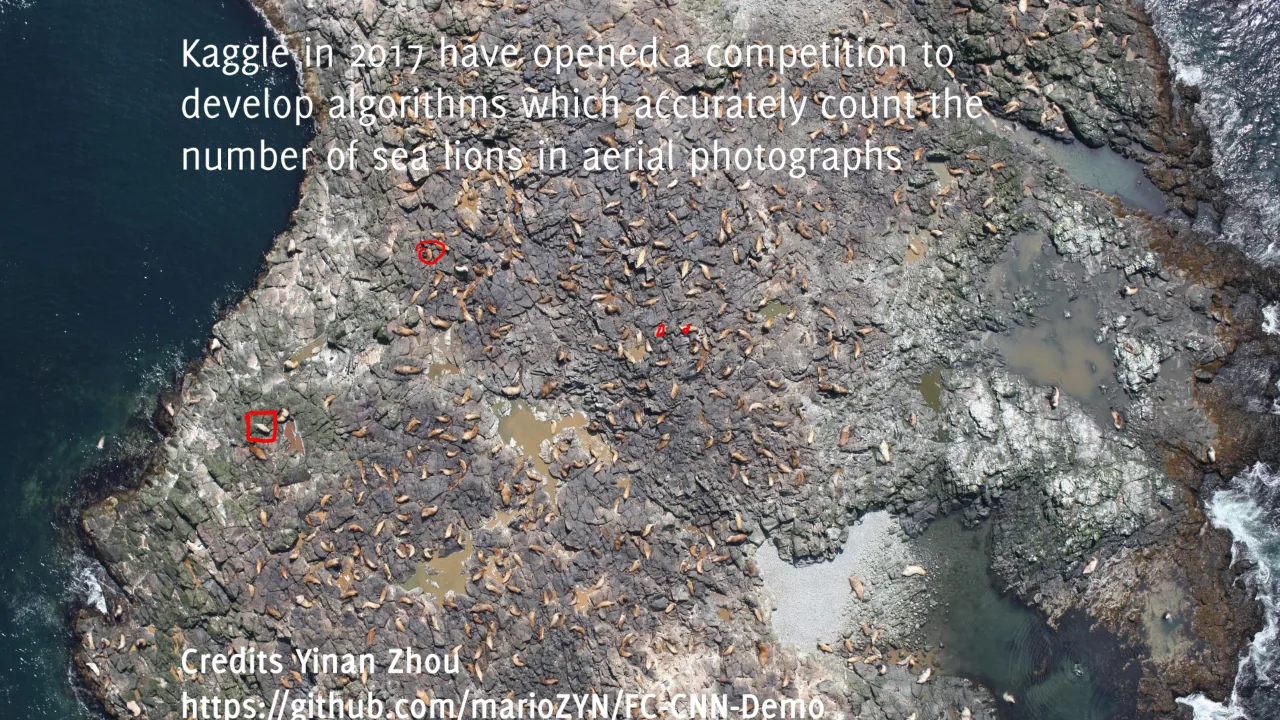 Kaggle in 2017 have opened a competition to
develop algorithms which accurately count the
number of sea lions in aerial photographs
Credits Yinan Zhou
https://github.com/marioZYN/FC-CNN-Demo